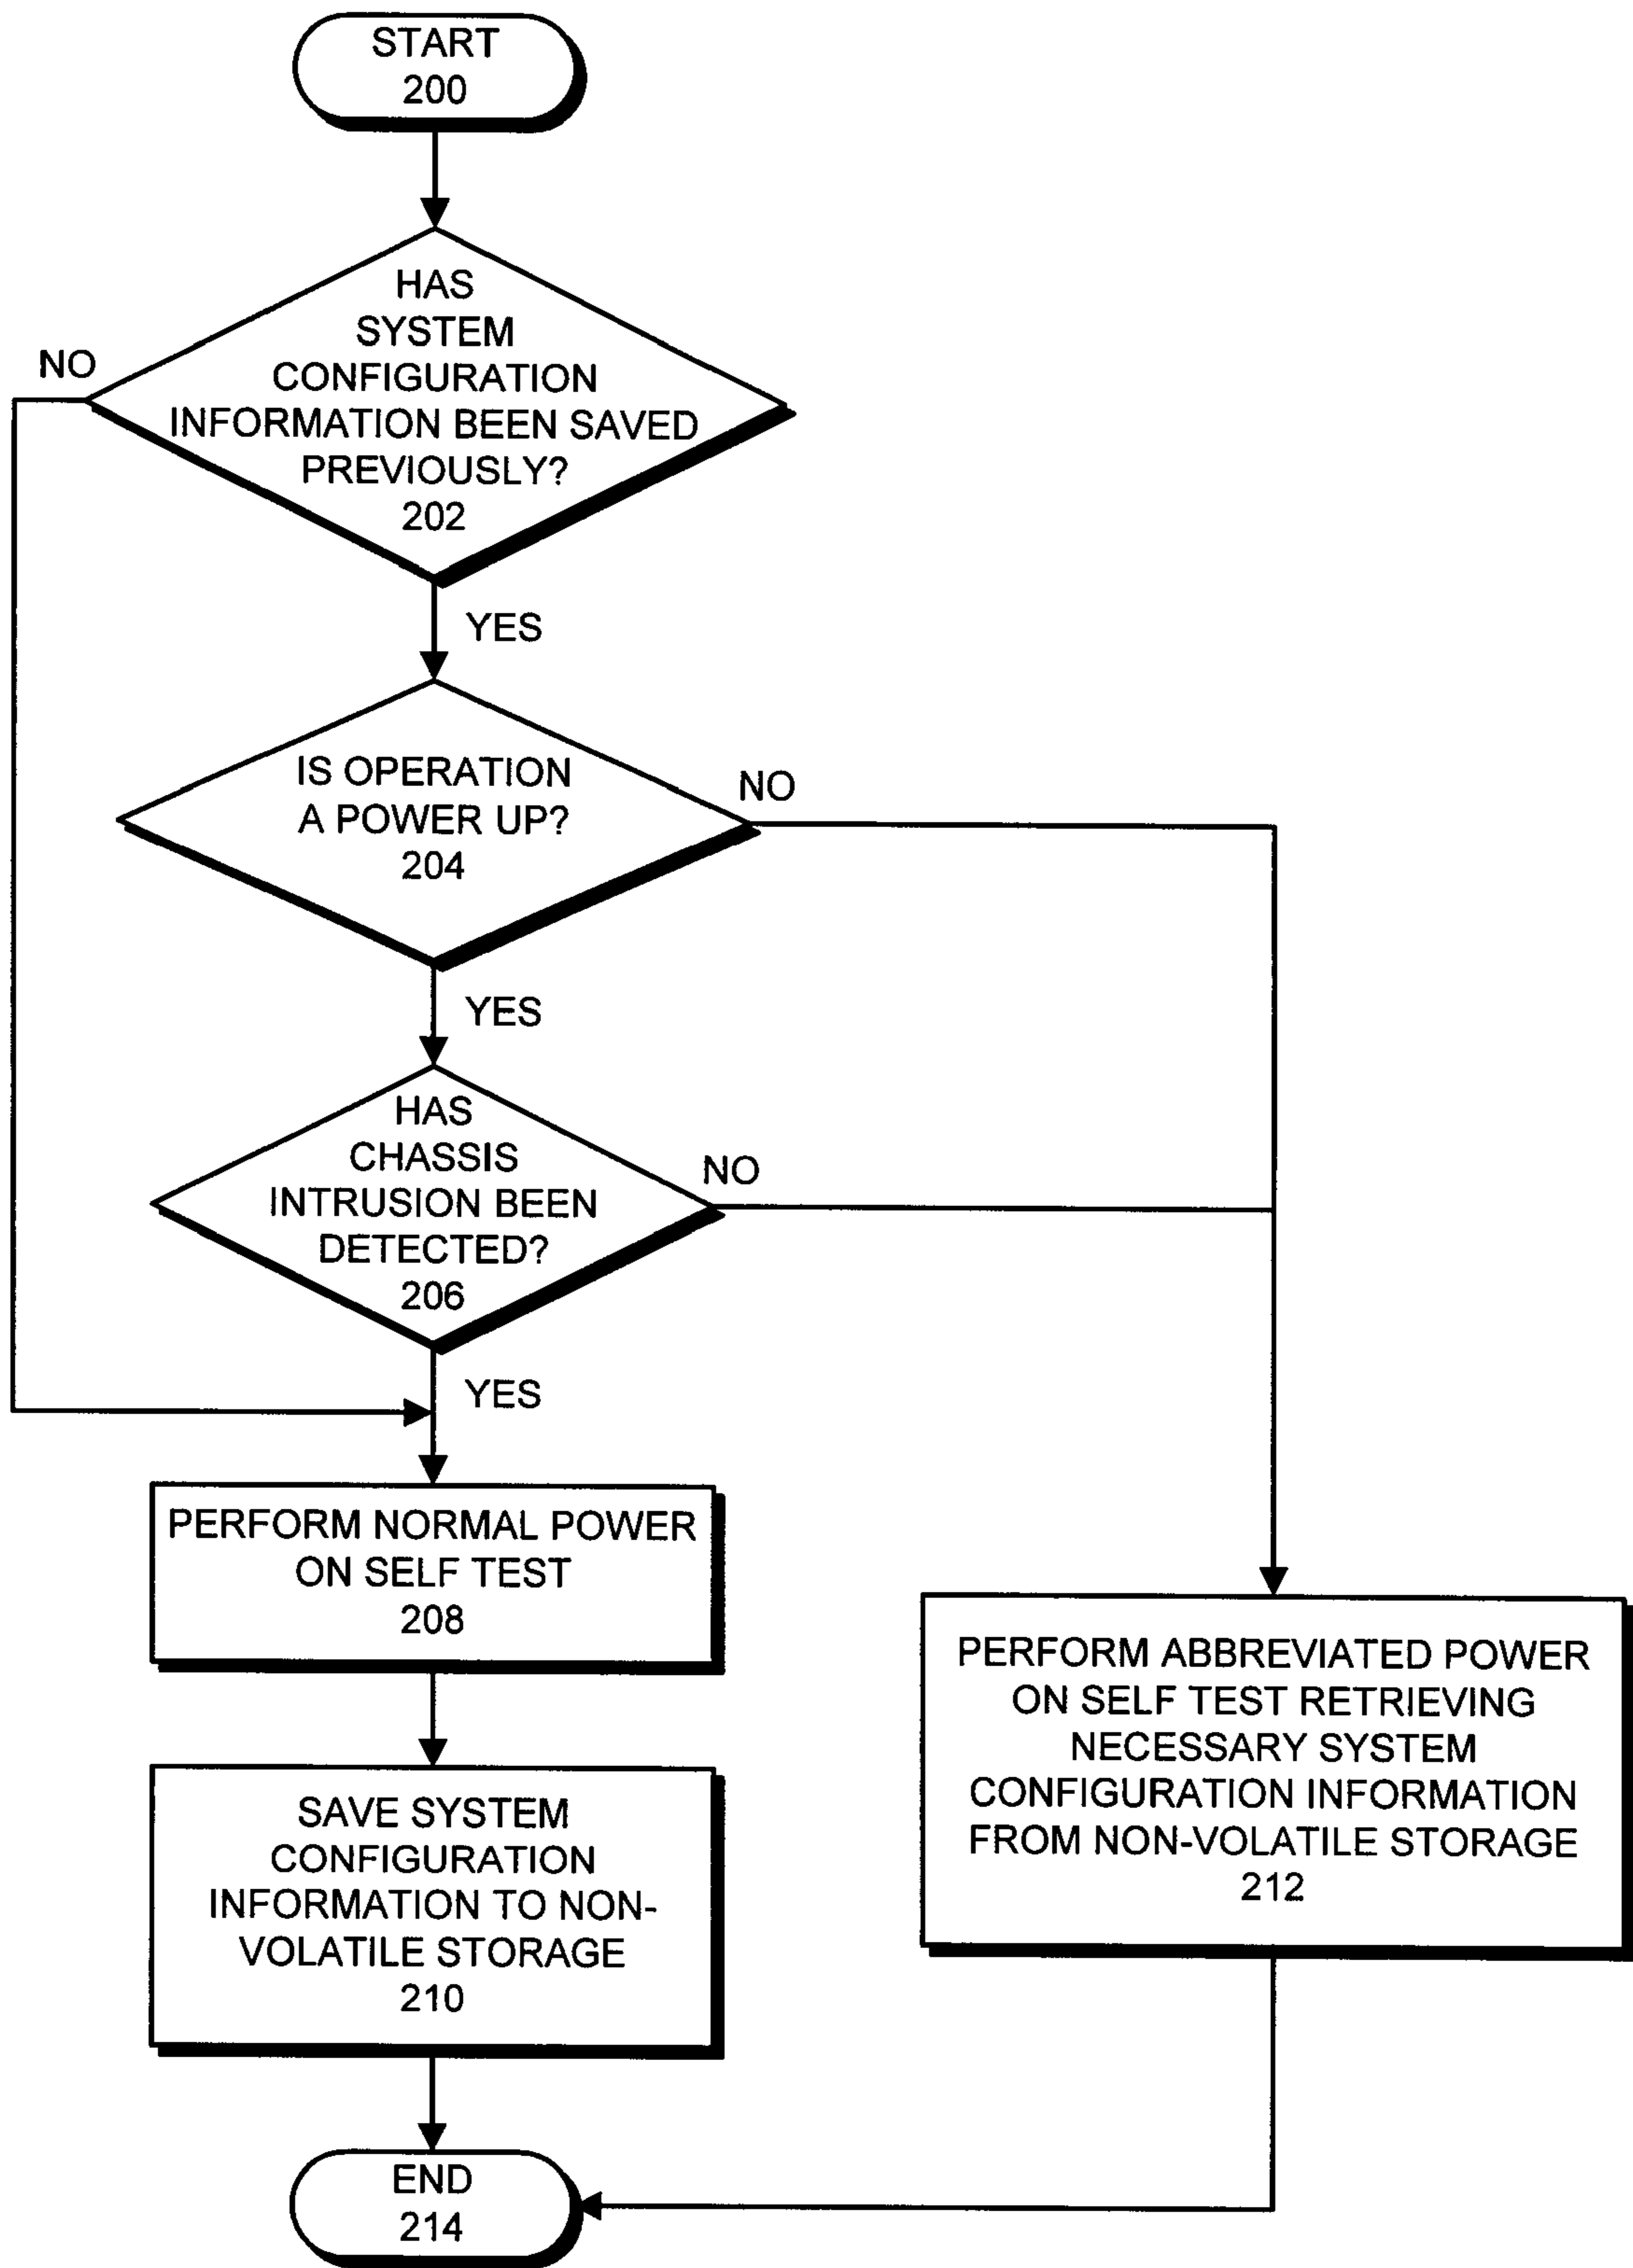 START
200
HAS
SYSTEM
CONFIGURATION
INFORMATION BEEN SAVED
PREVIOUSLY?
202
NO
YES
IS OPERATION
A POWER UP?
204
NO
YES
HAS
CHASSIS
INTRUSION BEEN
DETECTED?
206
NO
YES
PERFORM NORMAL POWER
ON SELF TEST
208
SAVE SYSTEM
CONFIGURATION
INFORMATION TO NON-
VOLATILE STORAGE
210
PERFORM ABBREVIATED POWER
ON SELF TEST RETRIEVING
NECESSARY SYSTEM
CONFIGURATION INFORMATION
FROM NON-VOLATILE STORAGE
212
END
214